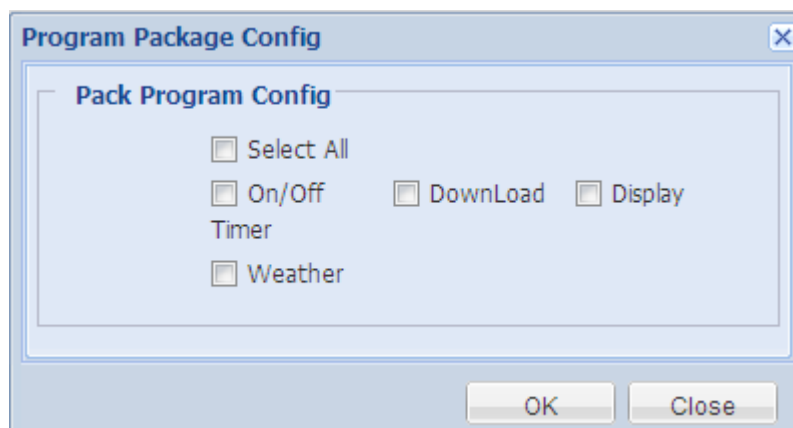 Program Package Config
Pack Program Config
Select All
On/Off DownLoad Display
Timer
Weather
OK Close